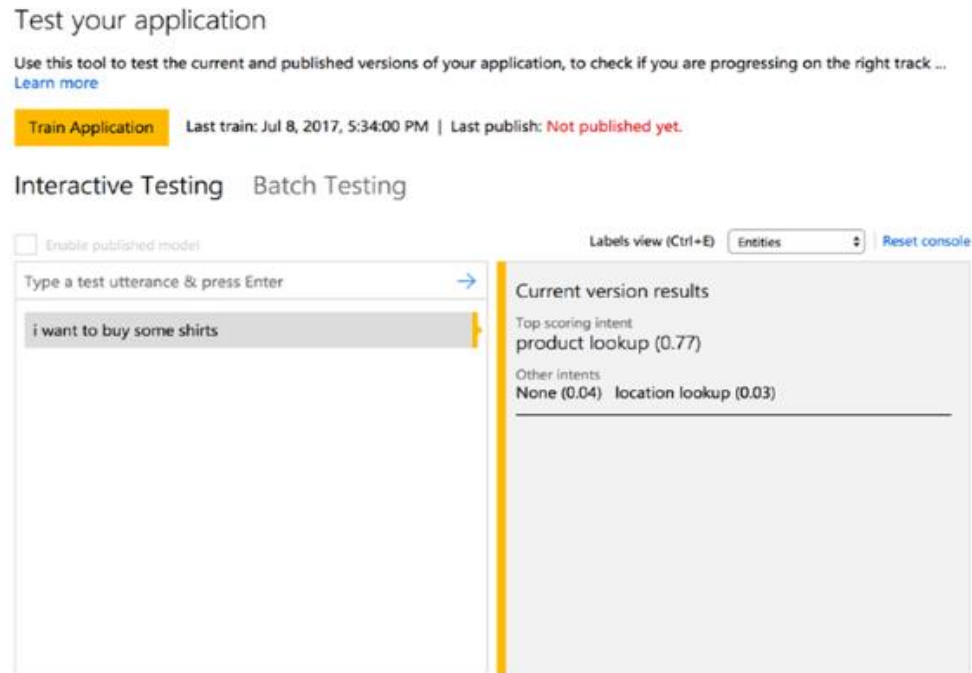 Test your application
Use this tool to test the current and published versions of your application, to check if you are progressing on the right track ...
Learn more
Train Application Last train: Jul 8, 2017, 5:34:00 PM | Last publish: Not published yet.
Interactive Testing Batch Testing
Enable published model Labels view (Ctrl+E) Entities Reset console
Type a test utterance & press Enter
i want to buy some shirts
Current version results
Top scoring intent
product lookup (0.77)
Other intents
None (0.04) location lookup (0.03)